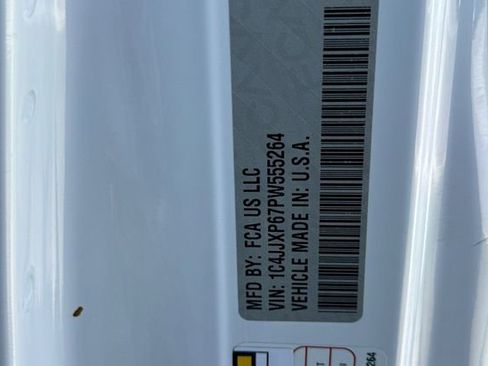 MFD BY: FCA US LLC
VIN: 1C4JJXP67PW555264
VEHICLE MADE IN: U.S.A.